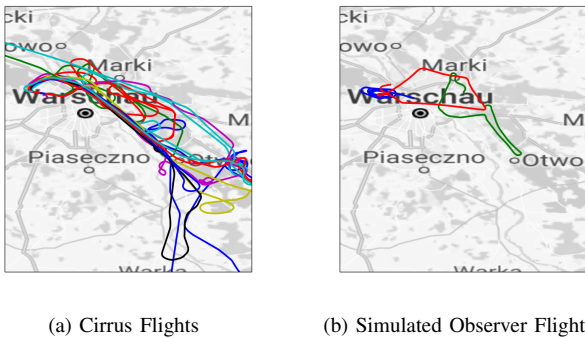 cki
owo
Marki
Warschau
M
Piaseczno
Otwo
Warka
cki
owo
Marki
Warschau
M
Piaseczno
Otwo
Warka
(a) Cirrus Flights
(b) Simulated Observer Flight